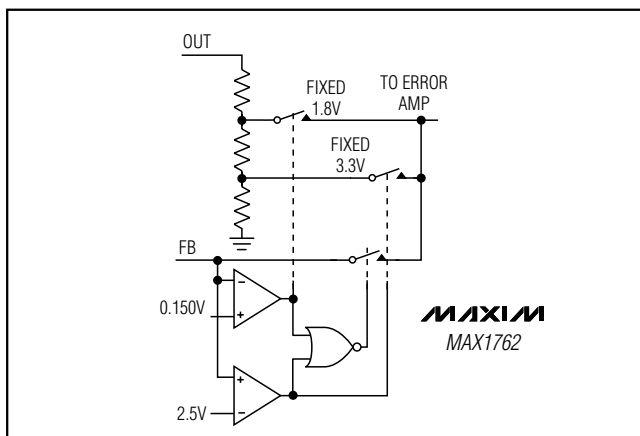 OUT
FIXED
1.8V
TO ERROR
AMP
FIXED
3.3V
FB
0.150V
2.5V
−
+
+
−
MAXIM
MAX1762